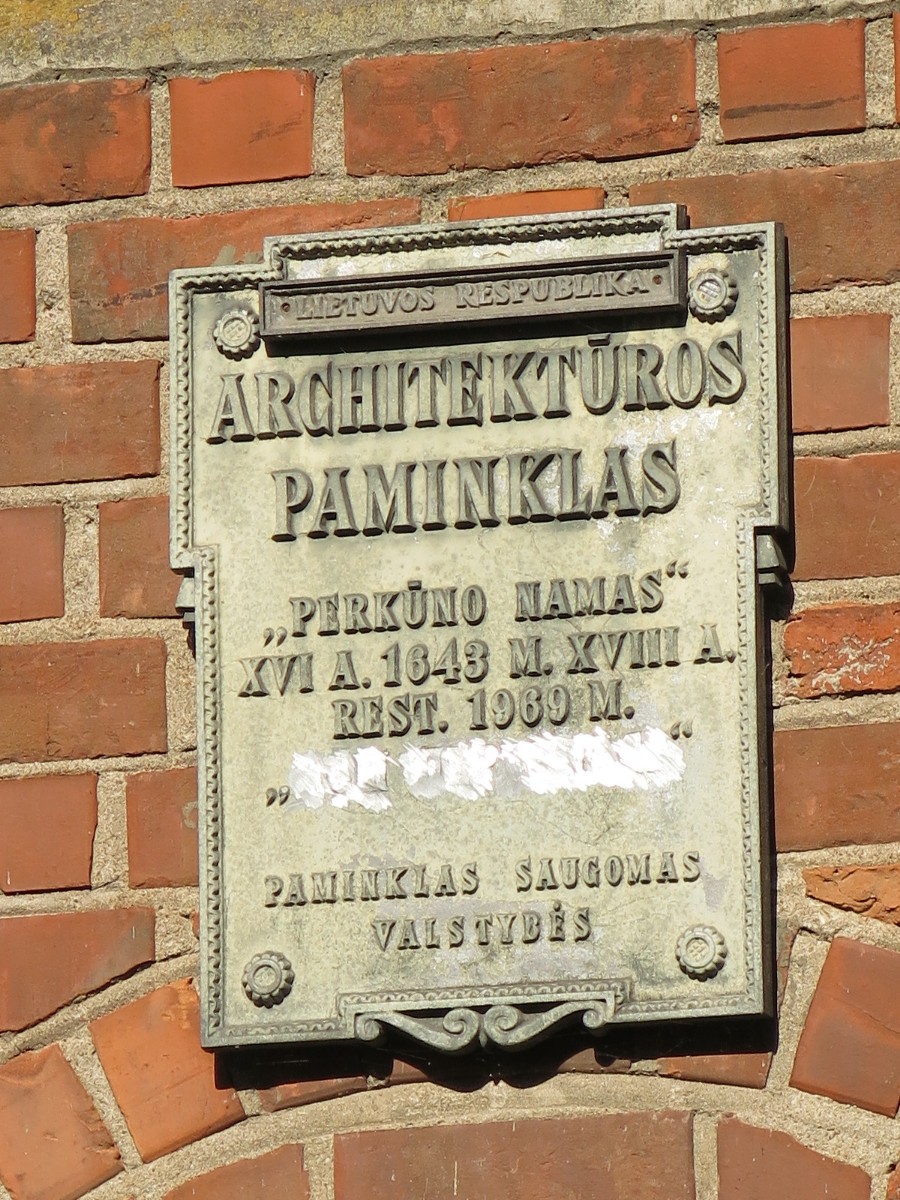 LIETUVOS RESPUBLIKA
ARCHITEKTŪROS
PAMINKLAS
„PERKŪNO NAMAS“
XVI A. 1643 M. XVIII A.
REST. 1969 M.
„ “
PAMINKLAS SAUGOMAS
VALSTYBĖS